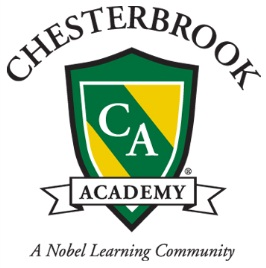 CHESTERBROOK
CA
ACADEMY®
A Nobel Learning Community